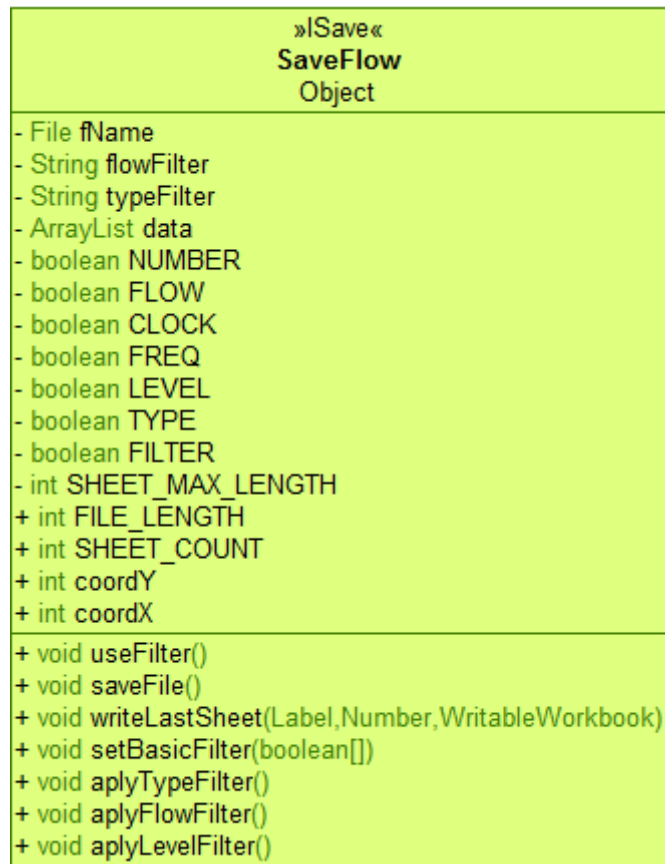 »ISave«
SaveFlow
Object
- File fName
- String flowFilter
- String typeFilter
- ArrayList data
- boolean NUMBER
- boolean FLOW
- boolean CLOCK
- boolean FREQ
- boolean LEVEL
- boolean TYPE
- boolean FILTER
- int SHEET_MAX_LENGTH
+ int FILE_LENGTH
+ int SHEET_COUNT
+ int coordY
+ int coordX
+ void useFilter()
+ void saveFile()
+ void writeLastSheet(Label,Number,WritableWorkbook)
+ void setBasicFilter(boolean[])
+ void aplyTypeFilter()
+ void aplyFlowFilter()
+ void aplyLevelFilter()